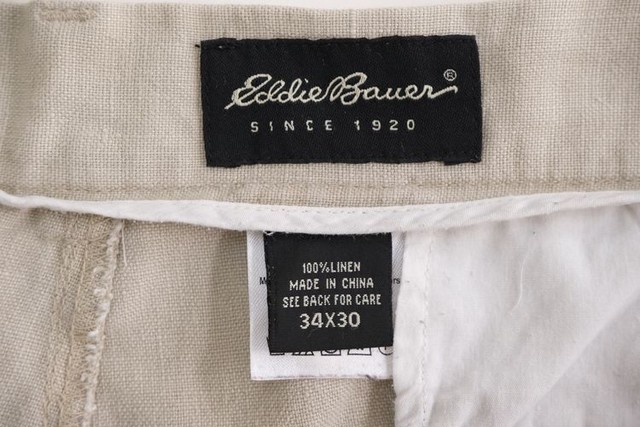 Eddie Bauer®
SINCE 1920
100% LINEN
MADE IN CHINA
SEE BACK FOR CARE
34X30